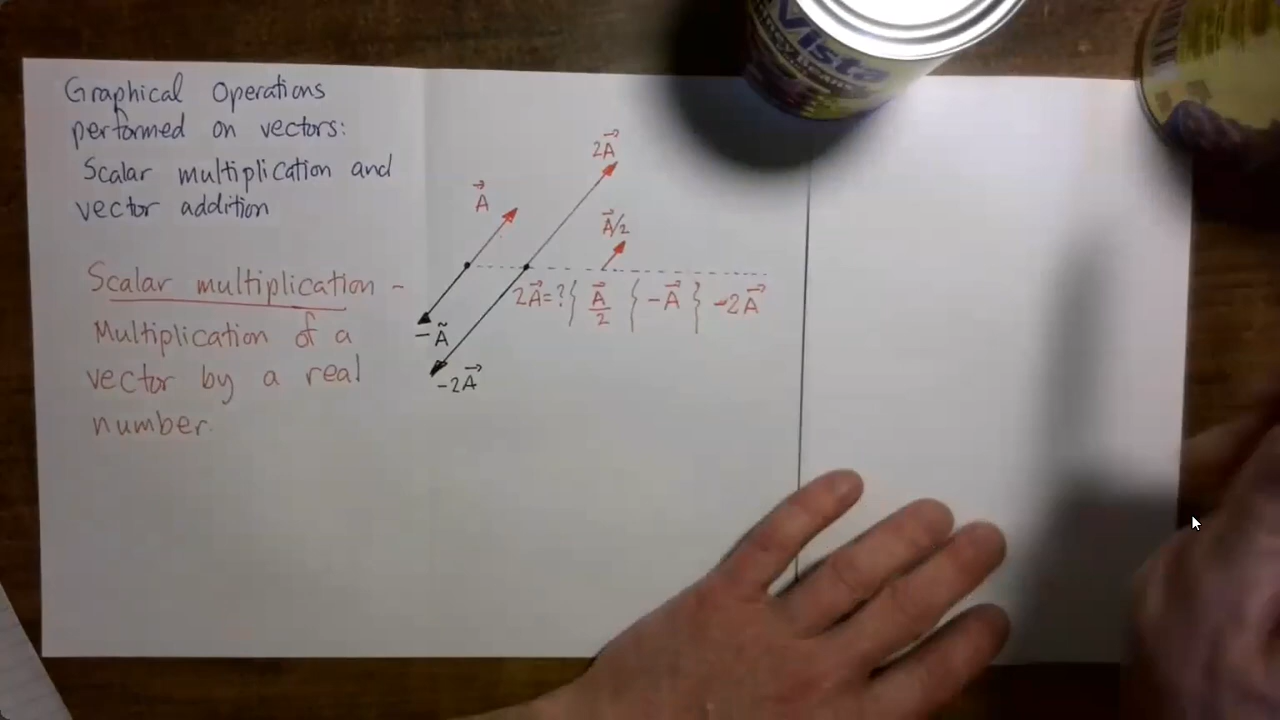 Graphical Operations
performed on vectors:
Scalar multiplication and
vector addition
Scalar multiplication -
Multiplication of a
vector by a real
number.
2A⃗
A⃗
A⃗/2
2A⃗=? { A⃗/2 { -A⃗ } -2A⃗
-Ã
-2A⃗
Vista